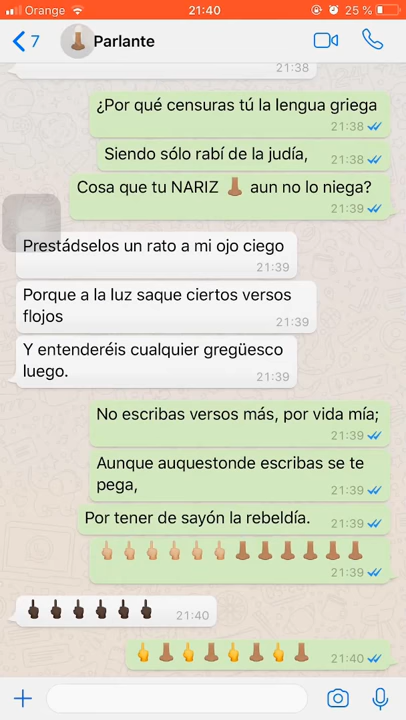 Orange 21:40 25 %
7 Parlante
21:38
¿Por qué censuras tú la lengua griega
21:38
Siendo sólo rabí de la judía,
21:38
Cosa que tu NARIZ 👃🏽 aun no lo niega?
21:39
Prestádselos un rato a mi ojo ciego
21:39
Porque a la luz saque ciertos versos
flojos
21:39
Y entenderéis cualquier gregüesco
luego.
21:39
No escribas versos más, por vida mía;
21:39
Aunque auquestonde escribas se te
pega,
21:39
Por tener de sayón la rebeldía.
21:39
🖕🏼🖕🏼🖕🏼🖕🏼🖕🏼🖕🏼👃🏽👃🏽👃🏽👃🏽👃🏽👃🏽
21:39
🖕🏿🖕🏿🖕🏿🖕🏿🖕🏿🖕🏿 21:40
🖕👃🏽🖕👃🏽🖕👃🏽🖕👃🏽 21:40